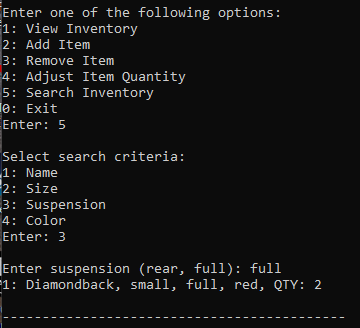 Enter one of the following options:
1: View Inventory
2: Add Item
3: Remove Item
4: Adjust Item Quantity
5: Search Inventory
0: Exit
Enter: 5

Select search criteria:
1: Name
2: Size
3: Suspension
4: Color
Enter: 3

Enter suspension (rear, full): full
1: Diamondback, small, full, red, QTY: 2

-------------------------------------------